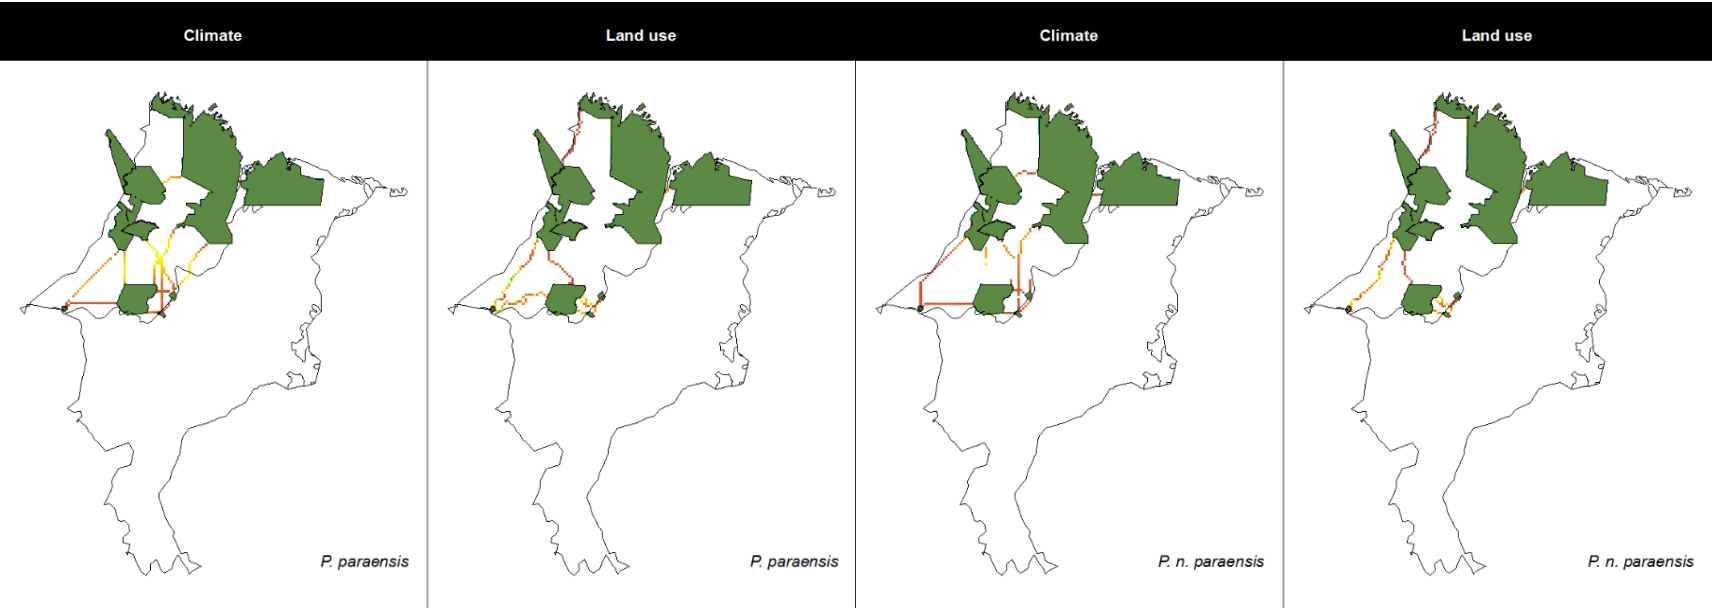 Climate
Land use
Climate
Land use
P. paraensis
P. paraensis
P. n. paraensis
P. n. paraensis